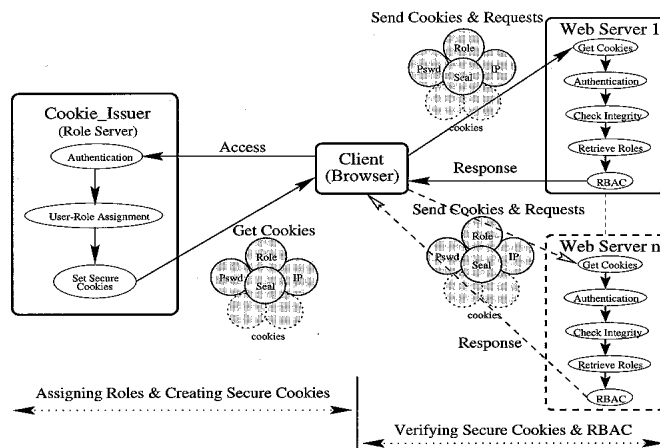 Send Cookies & Requests
Role
Pswd
IP
Seal
cookies
Web Server 1
Get Cookies
Authentication
Check Integrity
Retrieve Roles
RBAC
Cookie_Issuer
(Role Server)
Authentication
User-Role Assignment
Set Secure
Cookies
Access
Client
(Browser)
Response
Get Cookies
Role
Pswd
IP
Seal
cookies
Send Cookies & Requests
Role
Pswd
IP
Seal
cookies
Response
Web Server n
Get Cookies
Authentication
Check Integrity
Retrieve Roles
RBAC
Assigning Roles & Creating Secure Cookies
Verifying Secure Cookies & RBAC